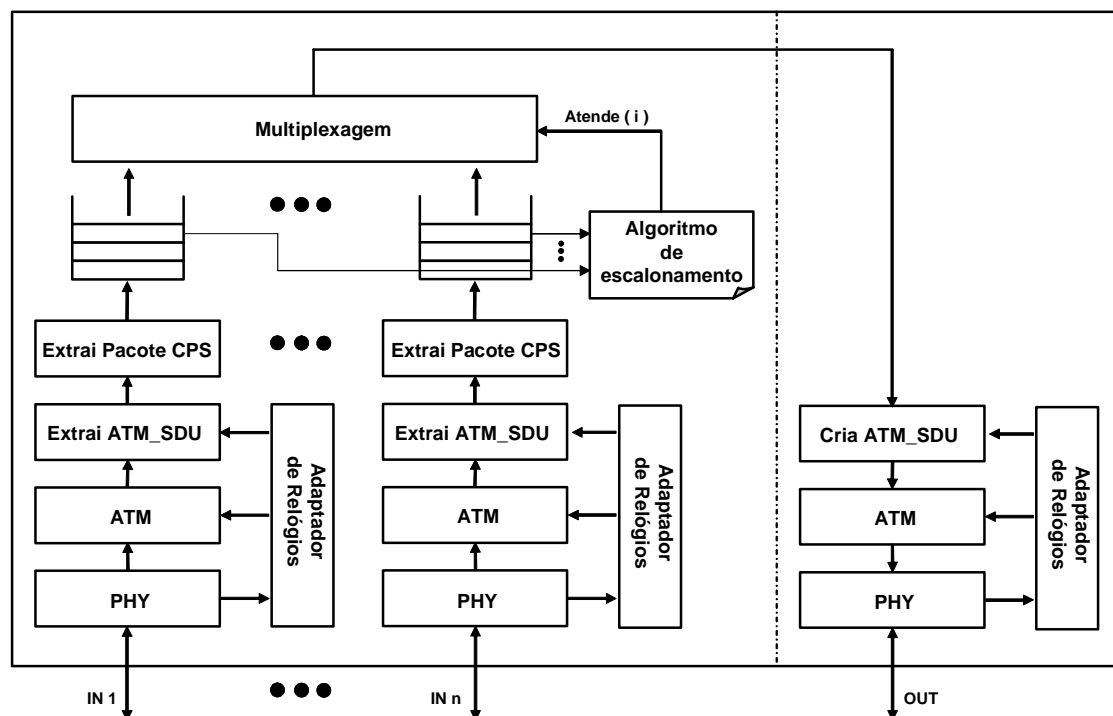 Multiplexagem
Atende ( i )
Algoritmo
de
escalonamento
Extrai Pacote CPS
Extrai Pacote CPS
Extrai ATM_SDU
Adaptador
de Relógios
Extrai ATM_SDU
Adaptador
de Relógios
Cria ATM_SDU
Adaptador
de Relógios
ATM
ATM
ATM
PHY
PHY
PHY
IN 1
IN n
OUT